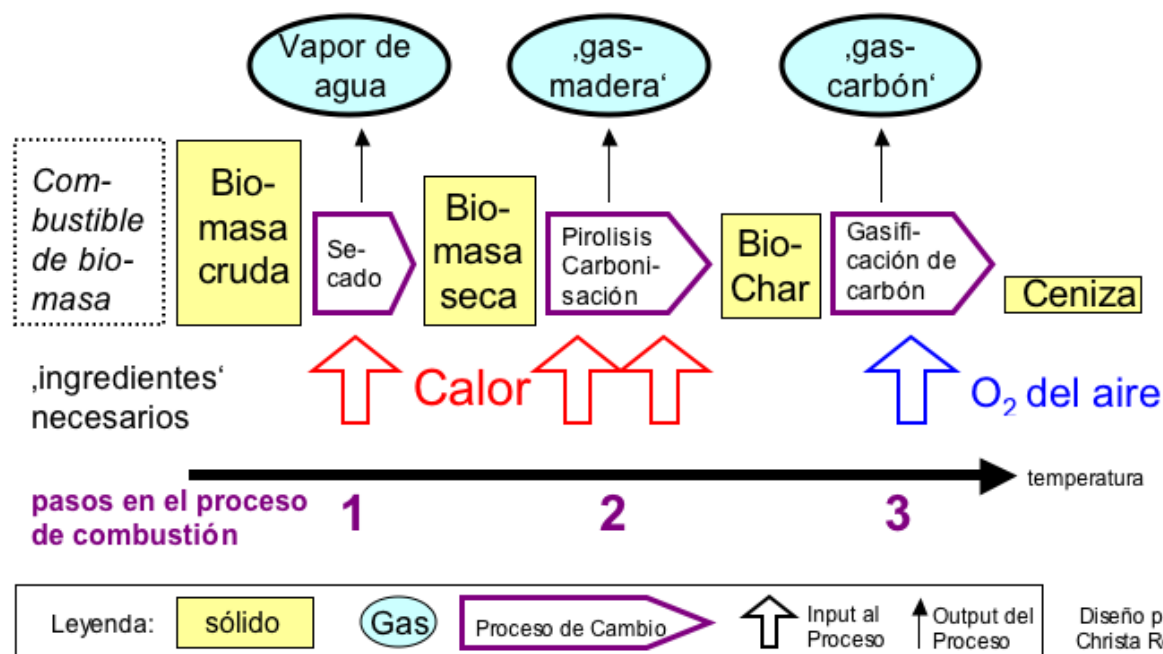 Vapor de
agua
‚gas-
madera‘
‚gas-
carbón‘
Com-
bustible
de bio-
masa
Bio-
masa
cruda
Se-
cado
Bio-
masa
seca
Pirolisis
Carboni-
sación
Bio-
Char
Gasifi-
cación de
carbón
Ceniza
‚ingredientes‘
necesarios
Calor
O₂ del aire
temperatura
pasos en el proceso
de combustión
1
2
3
Leyenda:
sólido
Gas
Proceso de Cambio
Input al
Proceso
Output del
Proceso
Diseño
Christa